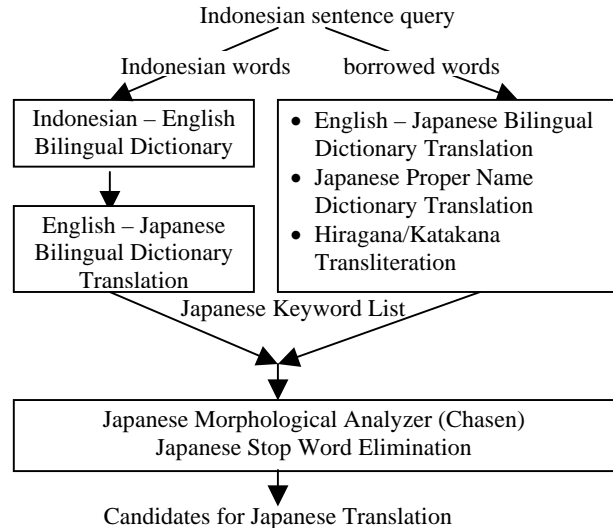 Indonesian sentence query
Indonesian words
borrowed words
Indonesian – English
Bilingual Dictionary
English – Japanese
Bilingual Dictionary
Translation
• English – Japanese Bilingual
Dictionary Translation
• Japanese Proper Name
Dictionary Translation
• Hiragana/Katakana
Transliteration
Japanese Keyword List
Japanese Morphological Analyzer (Chasen)
Japanese Stop Word Elimination
Candidates for Japanese Translation